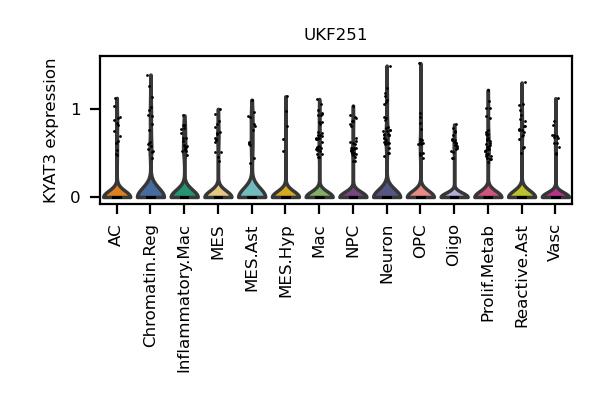 UKF251
KYAT3 expression
1
0
AC
Chromatin.Reg
Inflammatory.Mac
MES
MES.Ast
MES.Hyp
Mac
NPC
Neuron
OPC
Oligo
Prolif.Metab
Reactive.Ast
Vasc